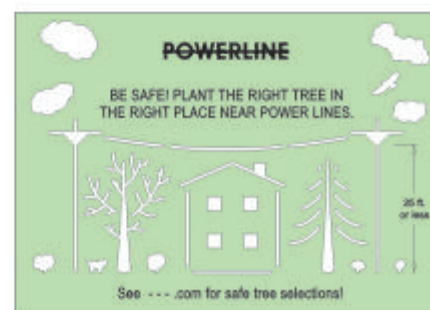 POWERLINE
BE SAFE! PLANT THE RIGHT TREE IN
THE RIGHT PLACE NEAR POWER LINES.
25 ft.
or less
See - - - .com for safe tree selections!